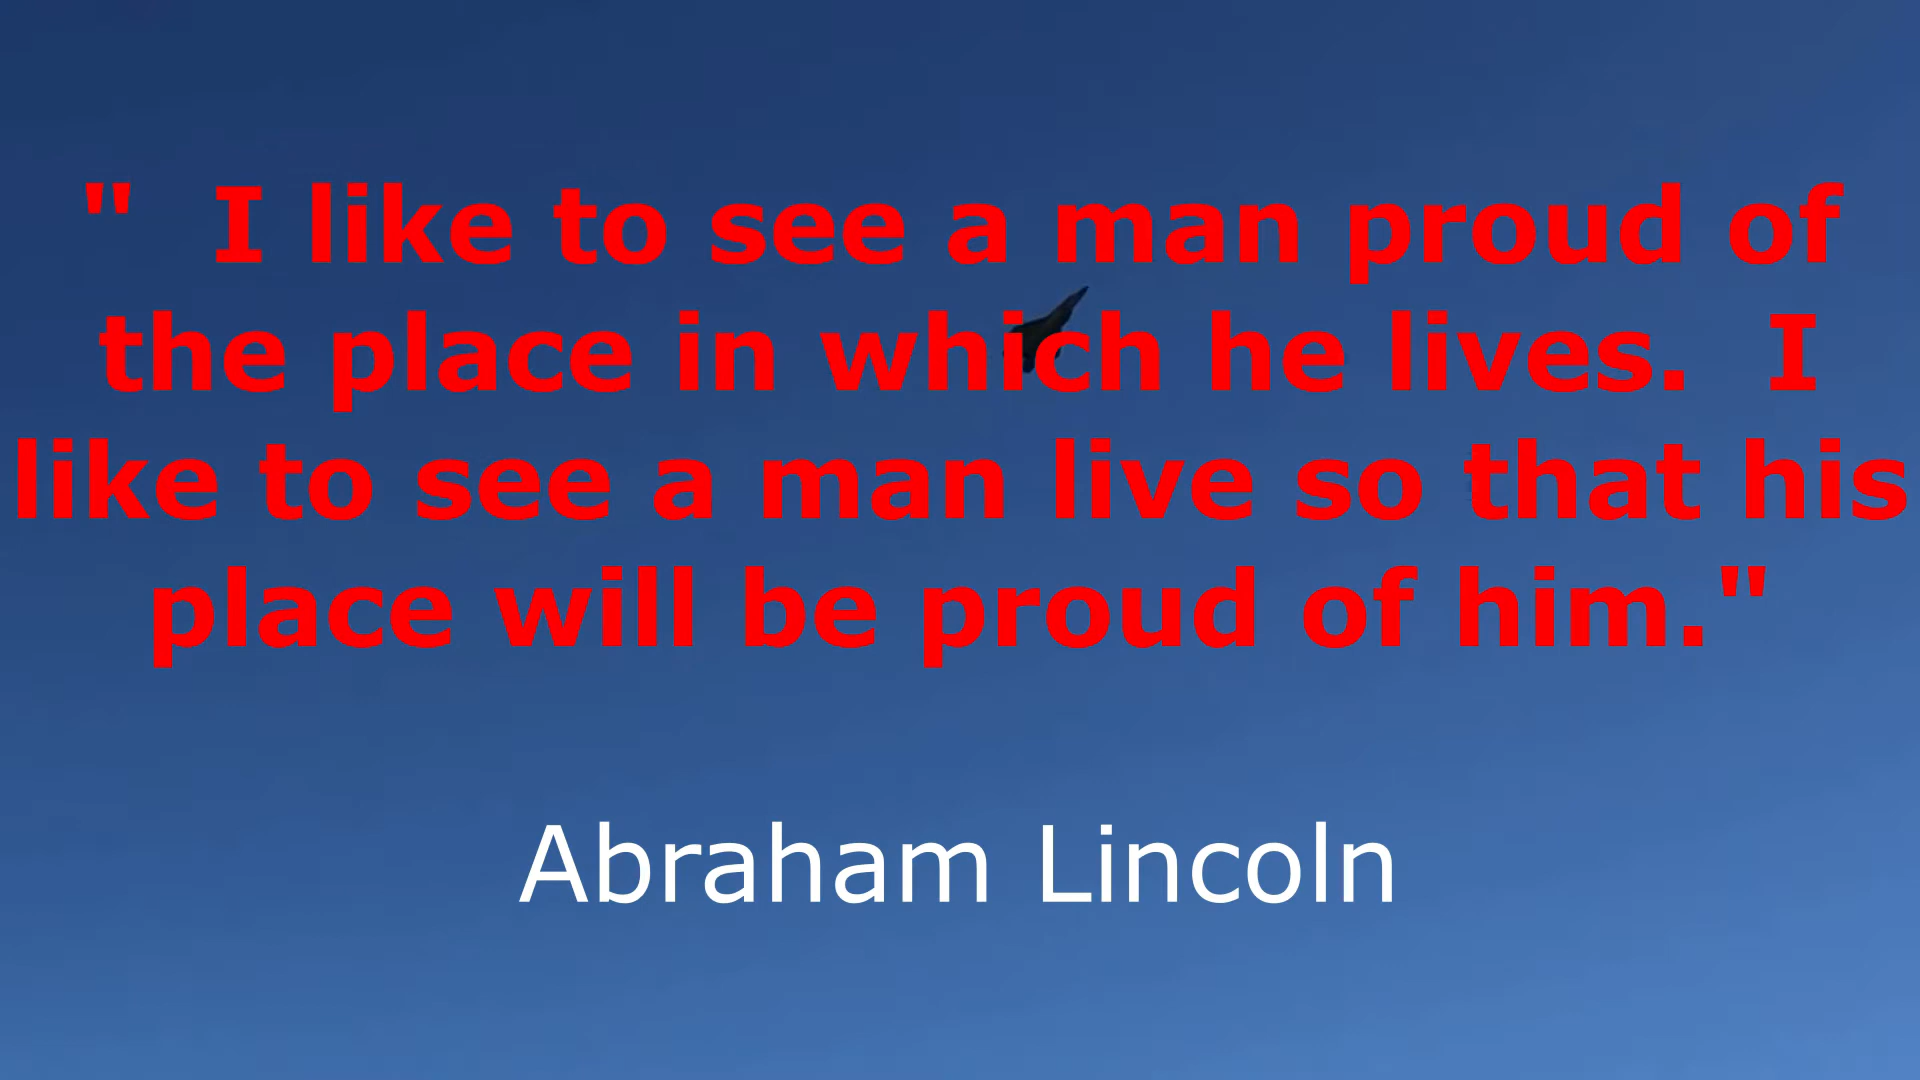 "  I like to see a man proud of
the place in which he lives.  I
like to see a man live so that his
place will be proud of him."
Abraham Lincoln